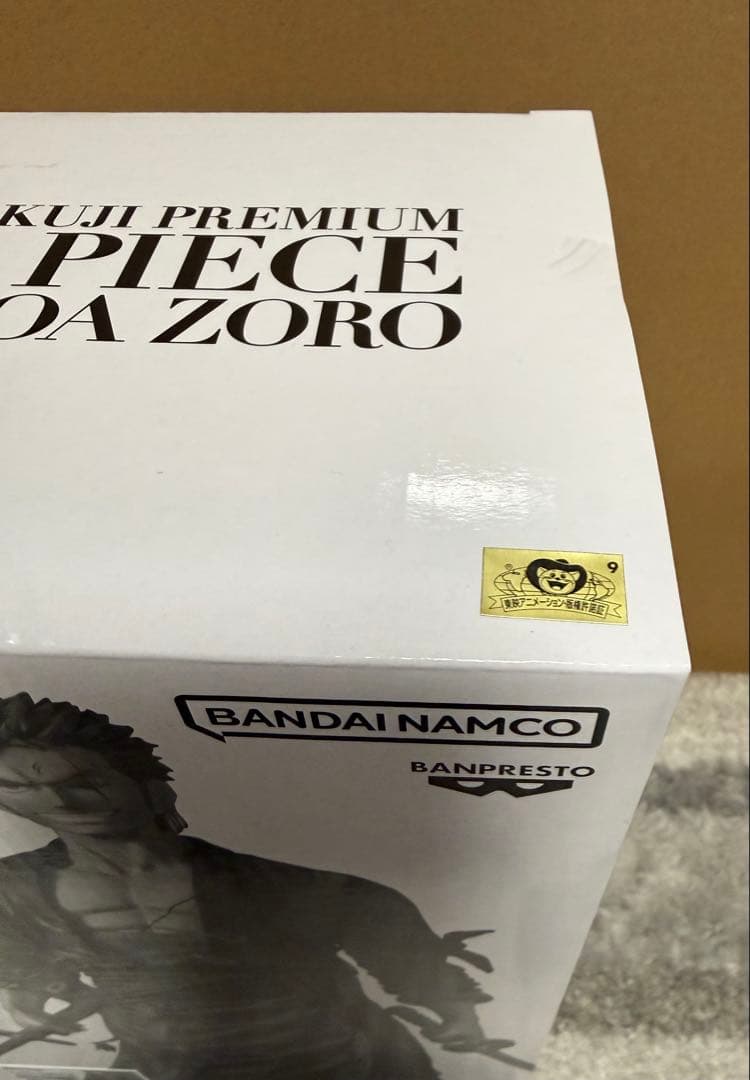 KUJI PREMIUM
PIECE
OA ZORO
® 9
東映アニメーション・版権許諾証
BANDAI NAMCO
BANPRESTO